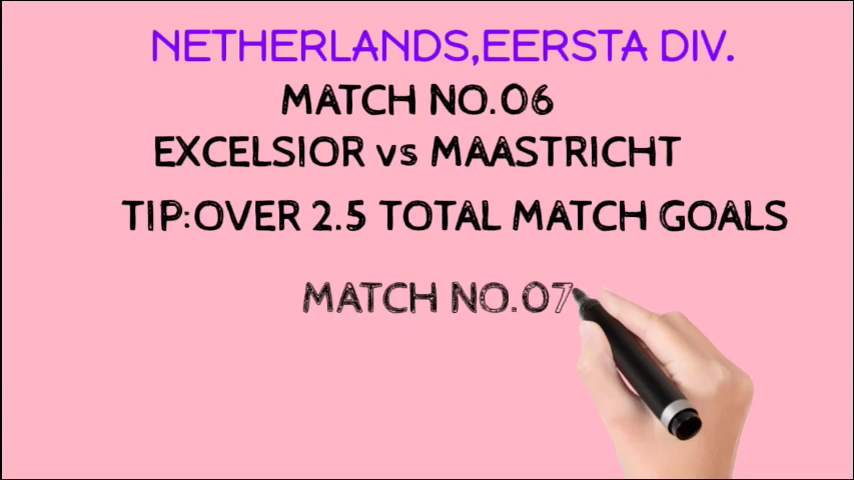 NETHERLANDS,EERSTA DIV.
MATCH NO.06
EXCELSIOR vs MAASTRICHT
TIP:OVER 2.5 TOTAL MATCH GOALS
MATCH NO.07